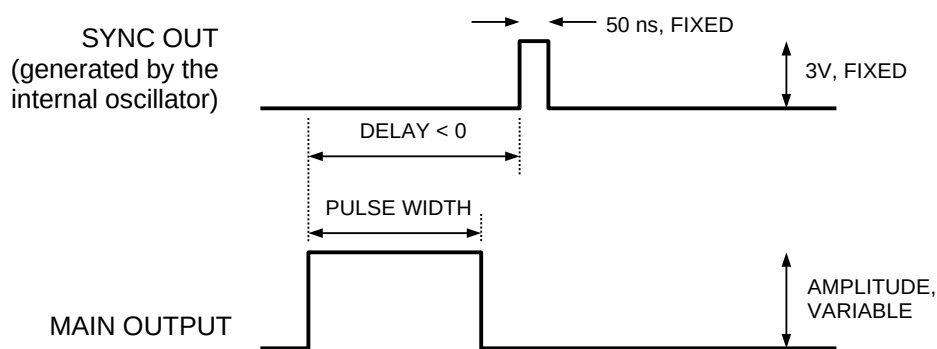 50 ns, FIXED
SYNC OUT
(generated by the
internal oscillator)
3V, FIXED
DELAY < 0
PULSE WIDTH
AMPLITUDE,
VARIABLE
MAIN OUTPUT